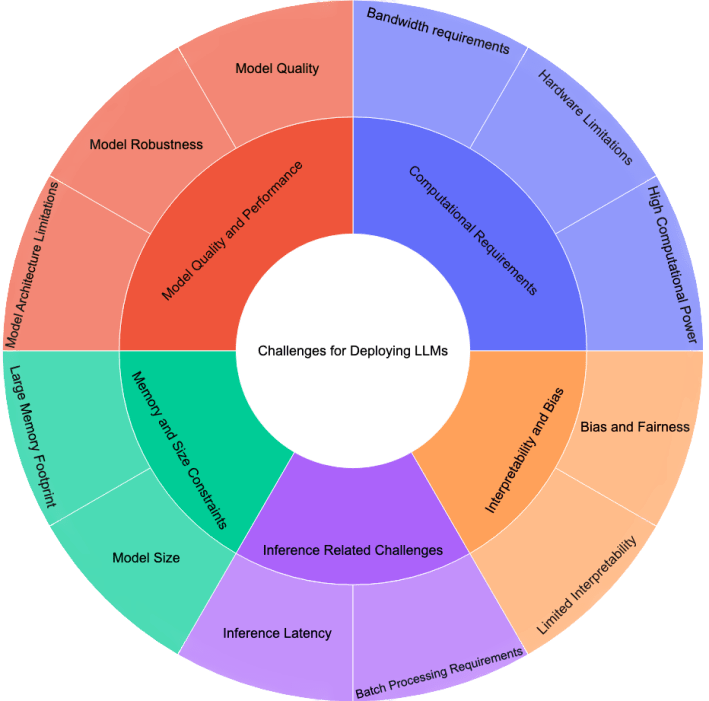 Challenges for Deploying LLMs
Computational Requirements
Bandwidth requirements
Hardware Limitations
High Computational Power
Interpretability and Bias
Bias and Fairness
Limited Interpretability
Inference Related Challenges
Batch Processing Requirements
Inference Latency
Memory and Size Constraints
Model Size
Large Memory Footprint
Model Quality and Performance
Model Architecture Limitations
Model Robustness
Model Quality